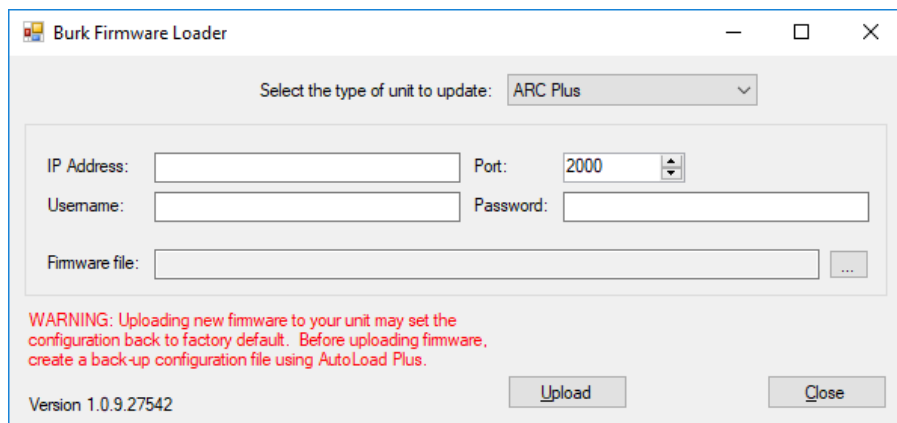 Burk Firmware Loader
Select the type of unit to update: ARC Plus
IP Address: Port: 2000
Username: Password:
Firmware file: ...
WARNING: Uploading new firmware to your unit may set the
configuration back to factory default. Before uploading firmware,
create a back-up configuration file using AutoLoad Plus.
Upload Close
Version 1.0.9.27542